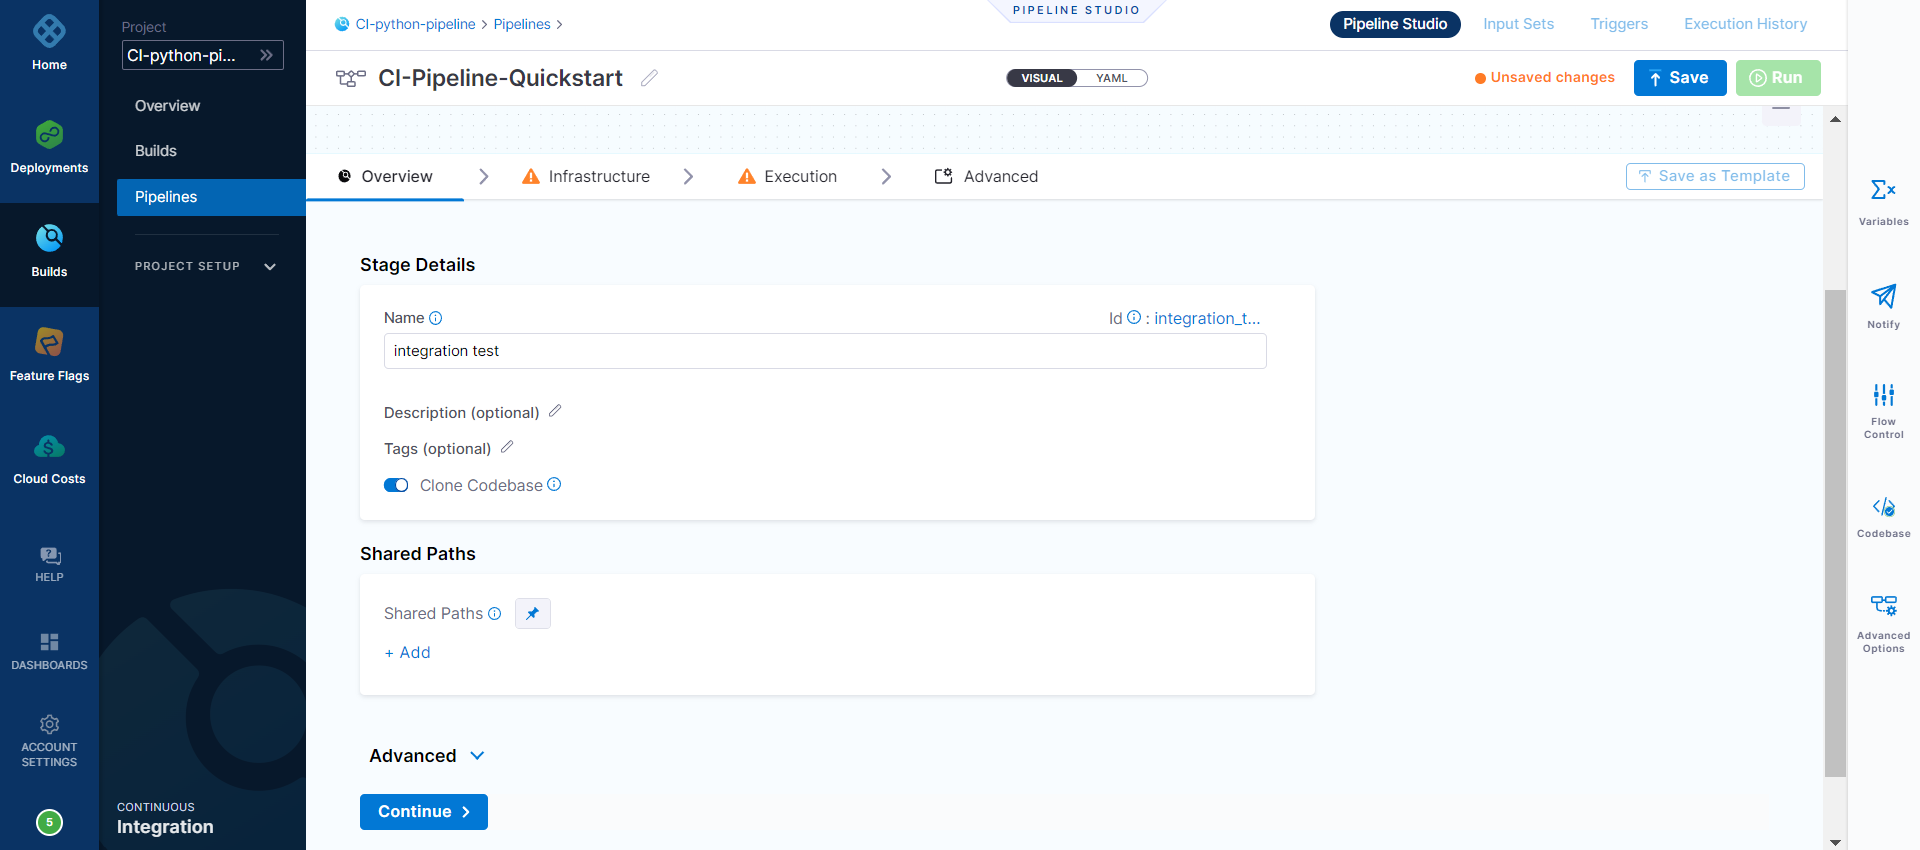 Home
Deployments
Builds
Feature Flags
Cloud Costs
HELP
DASHBOARDS
ACCOUNT
SETTINGS
5
Project
CI-python-pi...
Overview
Builds
Pipelines
PROJECT SETUP
CONTINUOUS
Integration
CI-python-pipeline > Pipelines >
PIPELINE STUDIO
Pipeline Studio
Input Sets
Triggers
Execution History
CI-Pipeline-Quickstart
VISUAL
YAML
Unsaved changes
Save
Run
Overview
Infrastructure
Execution
Advanced
Save as Template
Stage Details
Name
Id : integration_t...
integration test
Description (optional)
Tags (optional)
Clone Codebase
Shared Paths
Shared Paths
+ Add
Advanced
Continue
Variables
Notify
Flow
Control
Codebase
Advanced
Options